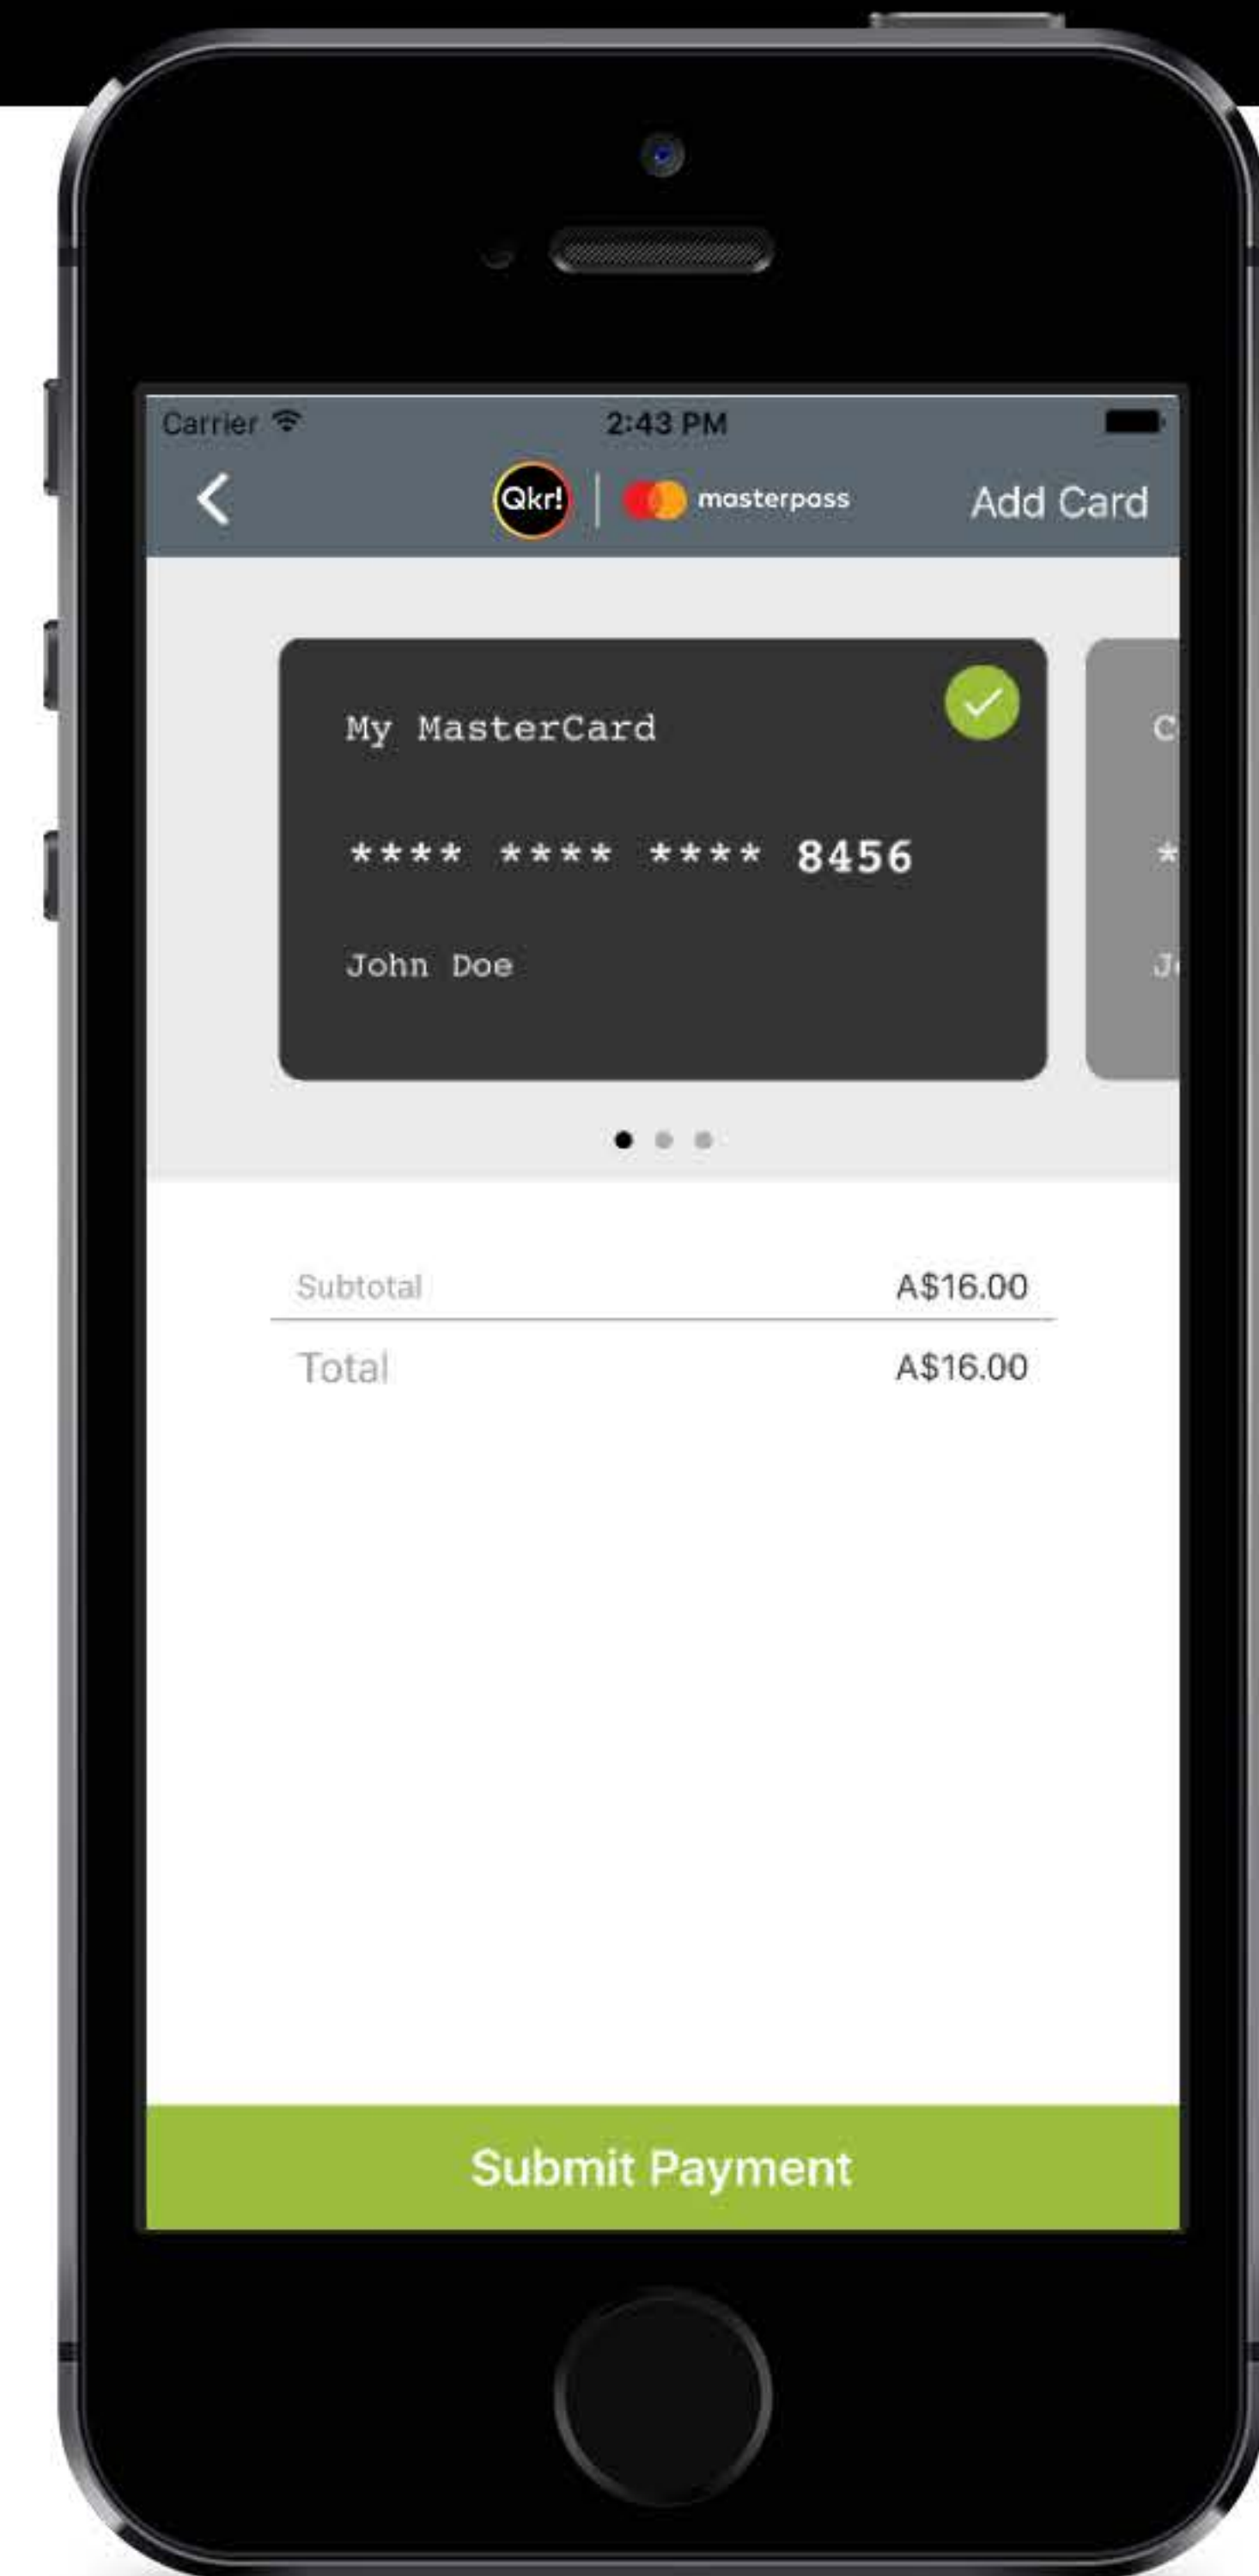 Carrier 2:43 PM
Qkr! masterpass Add Card
My MasterCard
**** **** **** 8456
John Doe
Subtotal A$16.00
Total A$16.00
Submit Payment